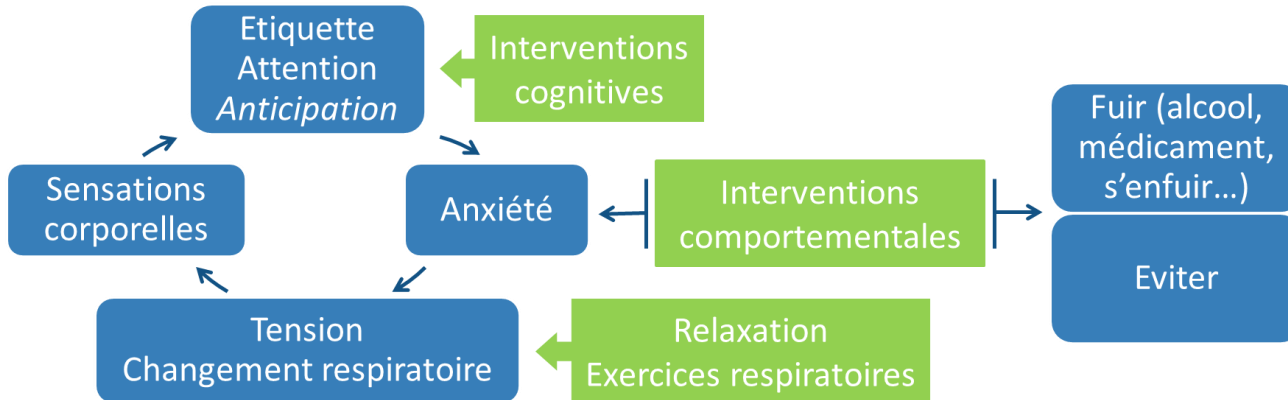 Etiquette
Attention
Anticipation
Interventions
cognitives
Fuir (alcool,
médicament,
s'enfuir...)
Sensations
corporelles
Anxiété
Interventions
comportementales
Eviter
Tension
Changement respiratoire
Relaxation
Exercices respiratoires